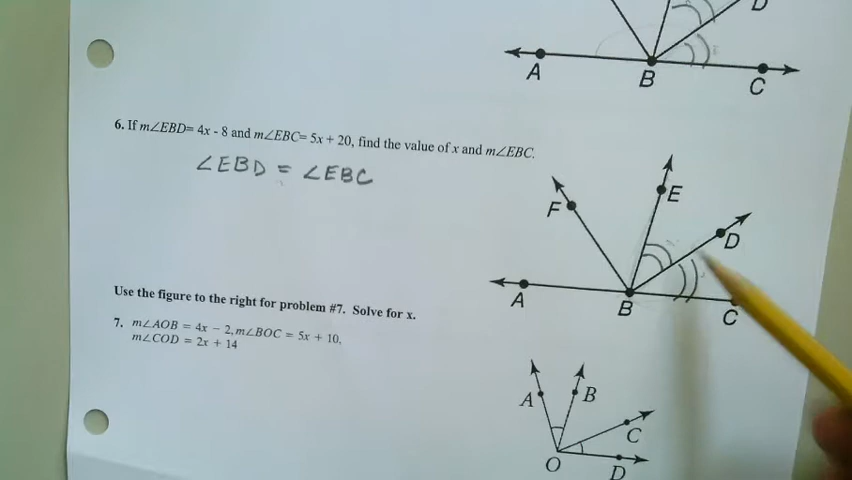 D
A
B
C
6. If m∠EBD= 4x - 8 and m∠EBC= 5x + 20, find the value of x and m∠EBC.
∠EBD = ∠EBC
E
F
D
A
B
C
Use the figure to the right for problem #7. Solve for x.
7. m∠AOB = 4x − 2, m∠BOC = 5x + 10,
m∠COD = 2x + 14
A
B
C
O
D